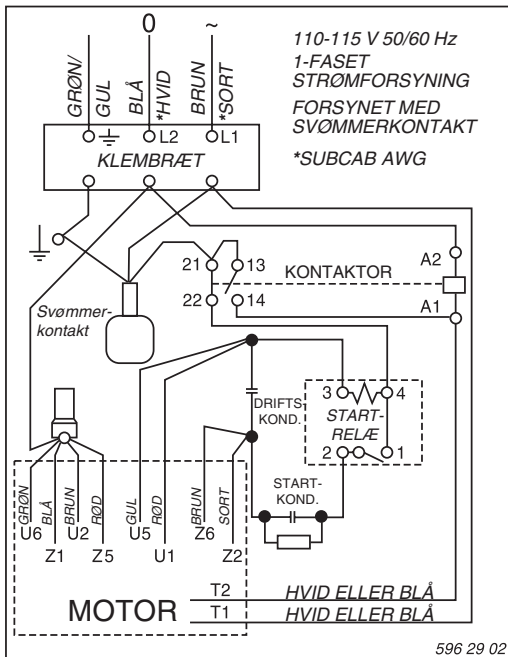 0
~
GRØN/
GUL
BLÅ
*HVID
BRUN
*SORT
110-115 V 50/60 Hz
1-FASET
STRØMFORSYNING
FORSYNET MED
SVØMMERKONTAKT
*SUBCAB AWG
L2
L1
KLEMBRÆT
21
13
KONTAKTOR
A2
22
14
A1
Svømmer-
kontakt
DRIFTS-
KOND.
3
4
START-
RELÆ
2
1
START-
KOND.
GRØN
BLÅ
BRUN
RØD
GUL
RØD
BRUN
SORT
U6
U2
U5
Z6
Z1
Z5
U1
Z2
MOTOR
T2
HVID ELLER BLÅ
T1
HVID ELLER BLÅ
596 29 02